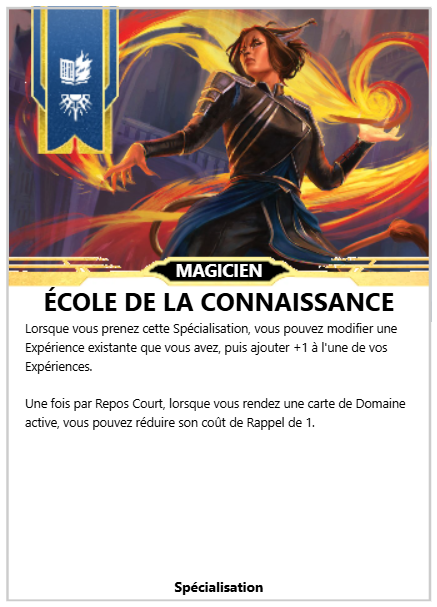 MAGICIEN
ÉCOLE DE LA CONNAISSANCE
Lorsque vous prenez cette Spécialisation, vous pouvez modifier une
Expérience existante que vous avez, puis ajouter +1 à l'une de vos
Expériences.
Une fois par Repos Court, lorsque vous rendez une carte de Domaine
active, vous pouvez réduire son coût de Rappel de 1.
Spécialisation